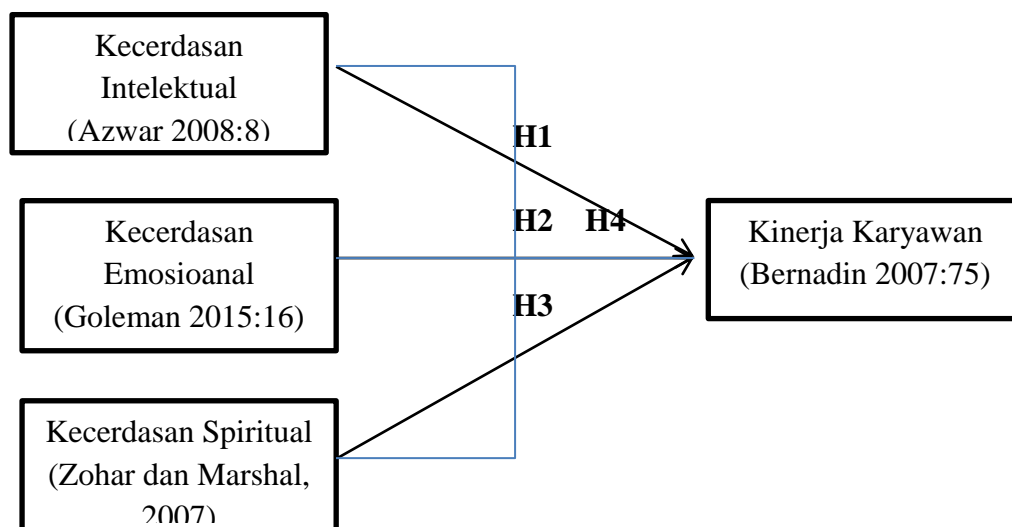 Kecerdasan
Intelektual
(Azwar 2008:8)
H1
Kecerdasan
Emosioanal
(Goleman 2015:16)
H2 H4
Kinerja Karyawan
(Bernadin 2007:75)
H3
Kecerdasan Spiritual
(Zohar dan Marshal,
2007)